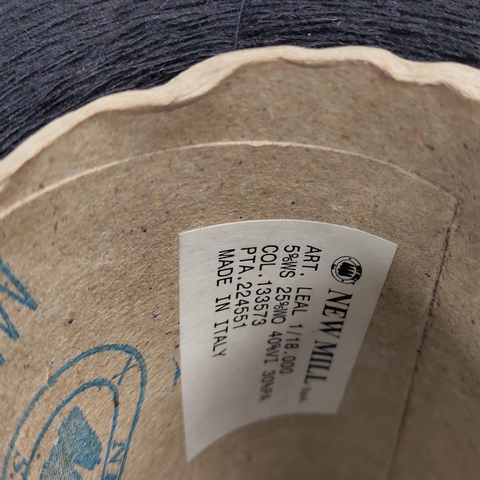 NEW MILL
ART. LEAL 1/18.000
5%WS 25%WO 40%VI 30%PA
COL.133573
PTA.224551
MADE IN ITALY